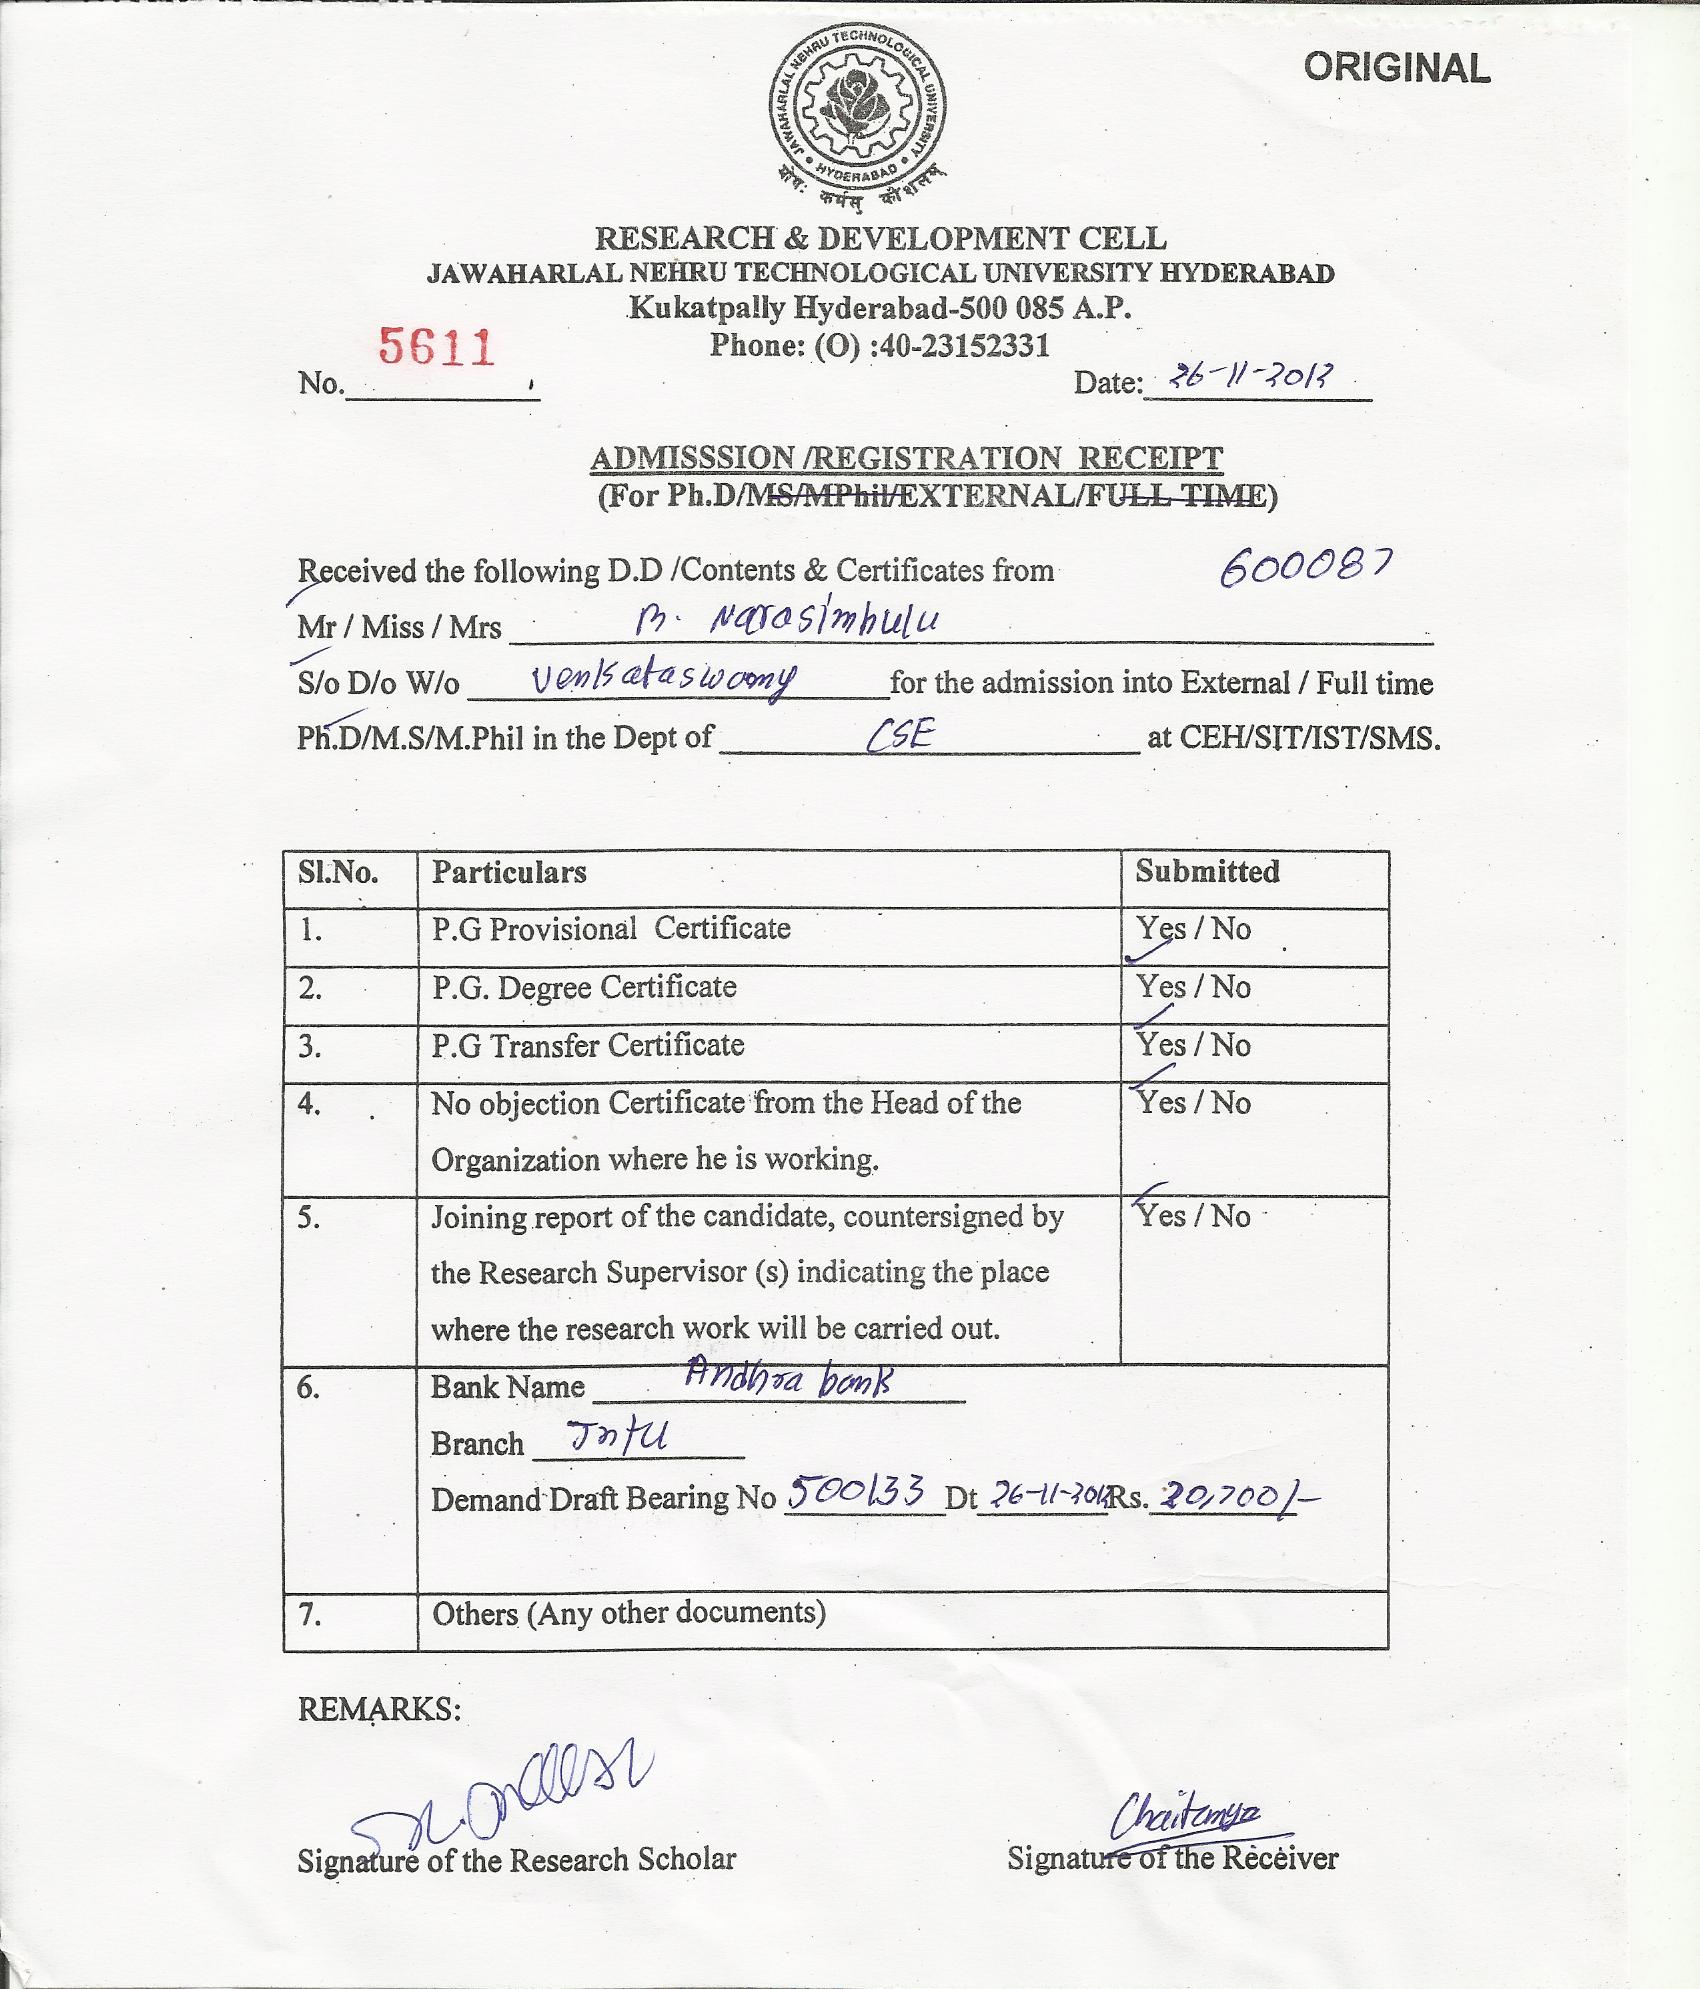 ORIGINAL
JAWAHARLAL NEHRU TECHNOLOGICAL UNIVERSITY
HYDERABAD
योगः कर्मसु कौशलम्
RESEARCH & DEVELOPMENT CELL
JAWAHARLAL NEHRU TECHNOLOGICAL UNIVERSITY HYDERABAD
Kukatpally Hyderabad-500 085 A.P.
Phone: (O) :40-23152331
No. 5611 Date: 26-11-2012
ADMISSSION /REGISTRATION RECEIPT
(For Ph.D/MS/MPhil/EXTERNAL/FULL TIME)
Received the following D.D /Contents & Certificates from 600087
Mr / Miss / Mrs Narasimhulu
S/o D/o W/o Venkataswamy for the admission into External / Full time
Ph.D/M.S/M.Phil in the Dept of CSE at CEH/SIT/IST/SMS.
Sl.No. Particulars Submitted
1. P.G Provisional Certificate Yes / No
2. P.G. Degree Certificate Yes / No
3. P.G Transfer Certificate Yes / No
4. No objection Certificate from the Head of the Yes / No
Organization where he is working.
5. Joining report of the candidate, countersigned by Yes / No
the Research Supervisor (s) indicating the place
where the research work will be carried out.
6. Bank Name Andhra bank
Branch Jntu
Demand Draft Bearing No 500133 Dt 26-11-2012 Rs. 20,700/-
7. Others (Any other documents)
REMARKS:
Chaitanya
Signature of the Research Scholar Signature of the Receiver